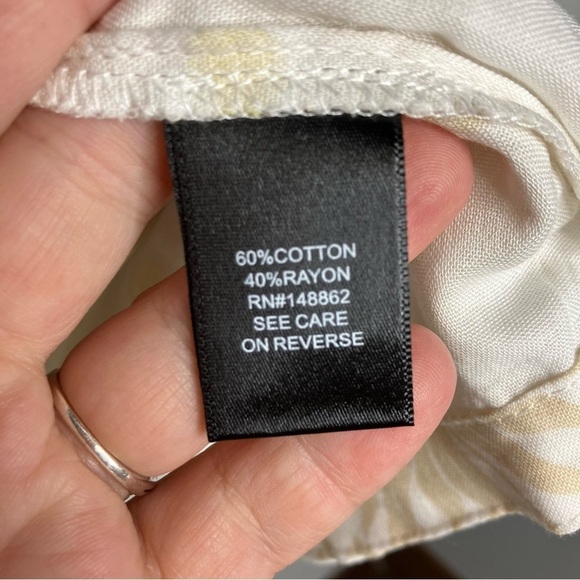 60%COTTON
40%RAYON
RN#148862
SEE CARE
ON REVERSE